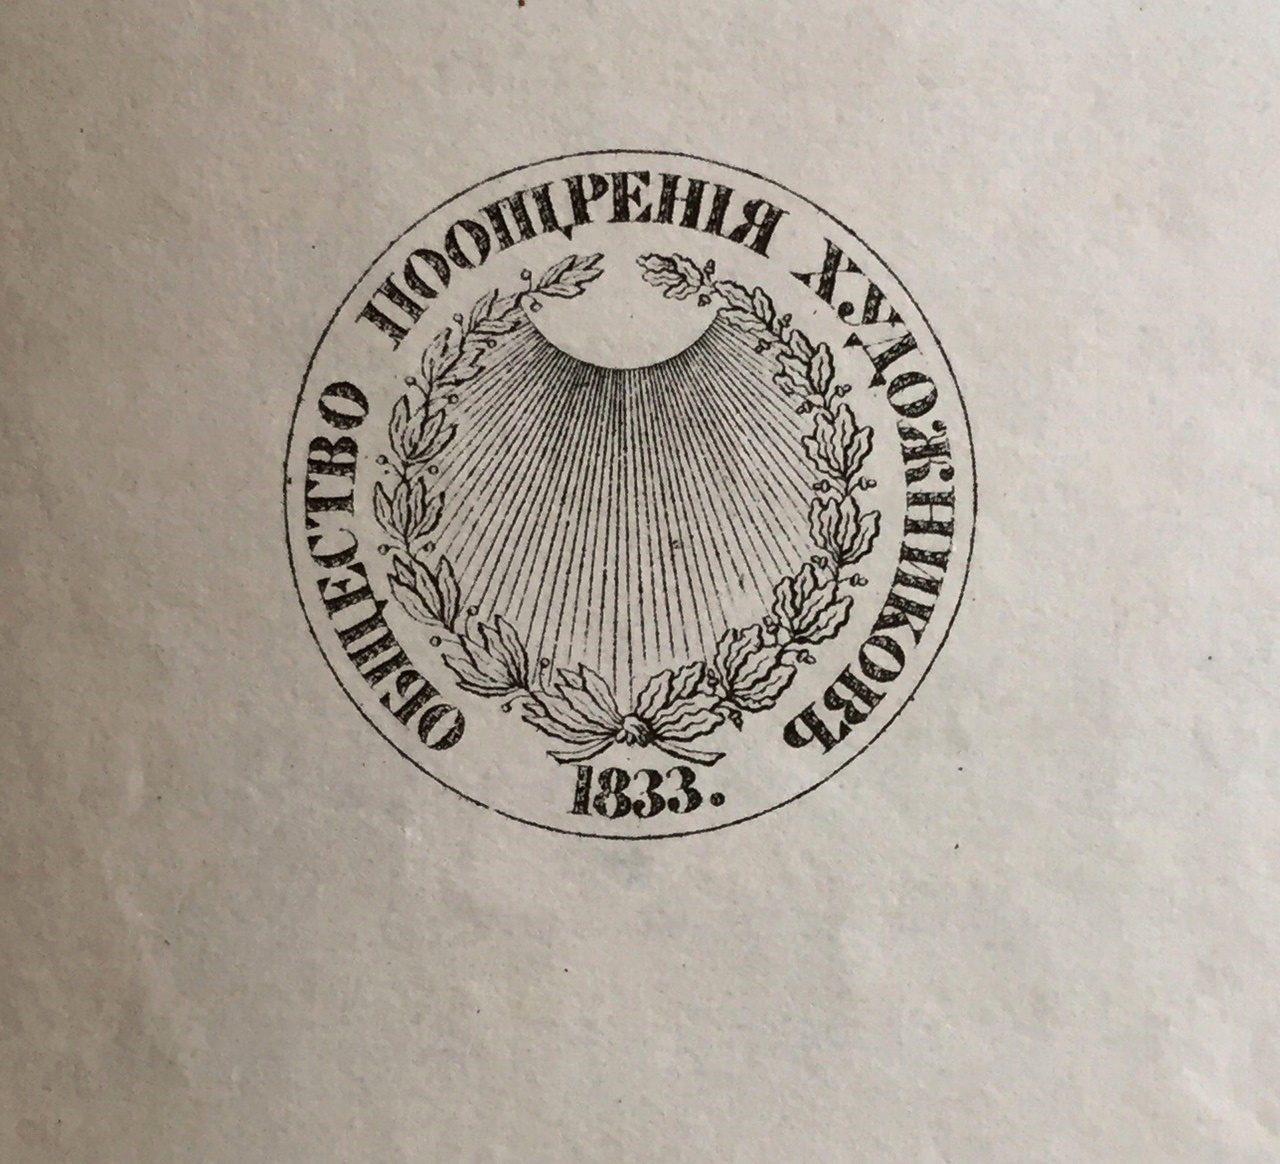 ОБЩЕСТВО ПООЩРЕНІЯ ХУДОЖНИКОВЪ
1833.